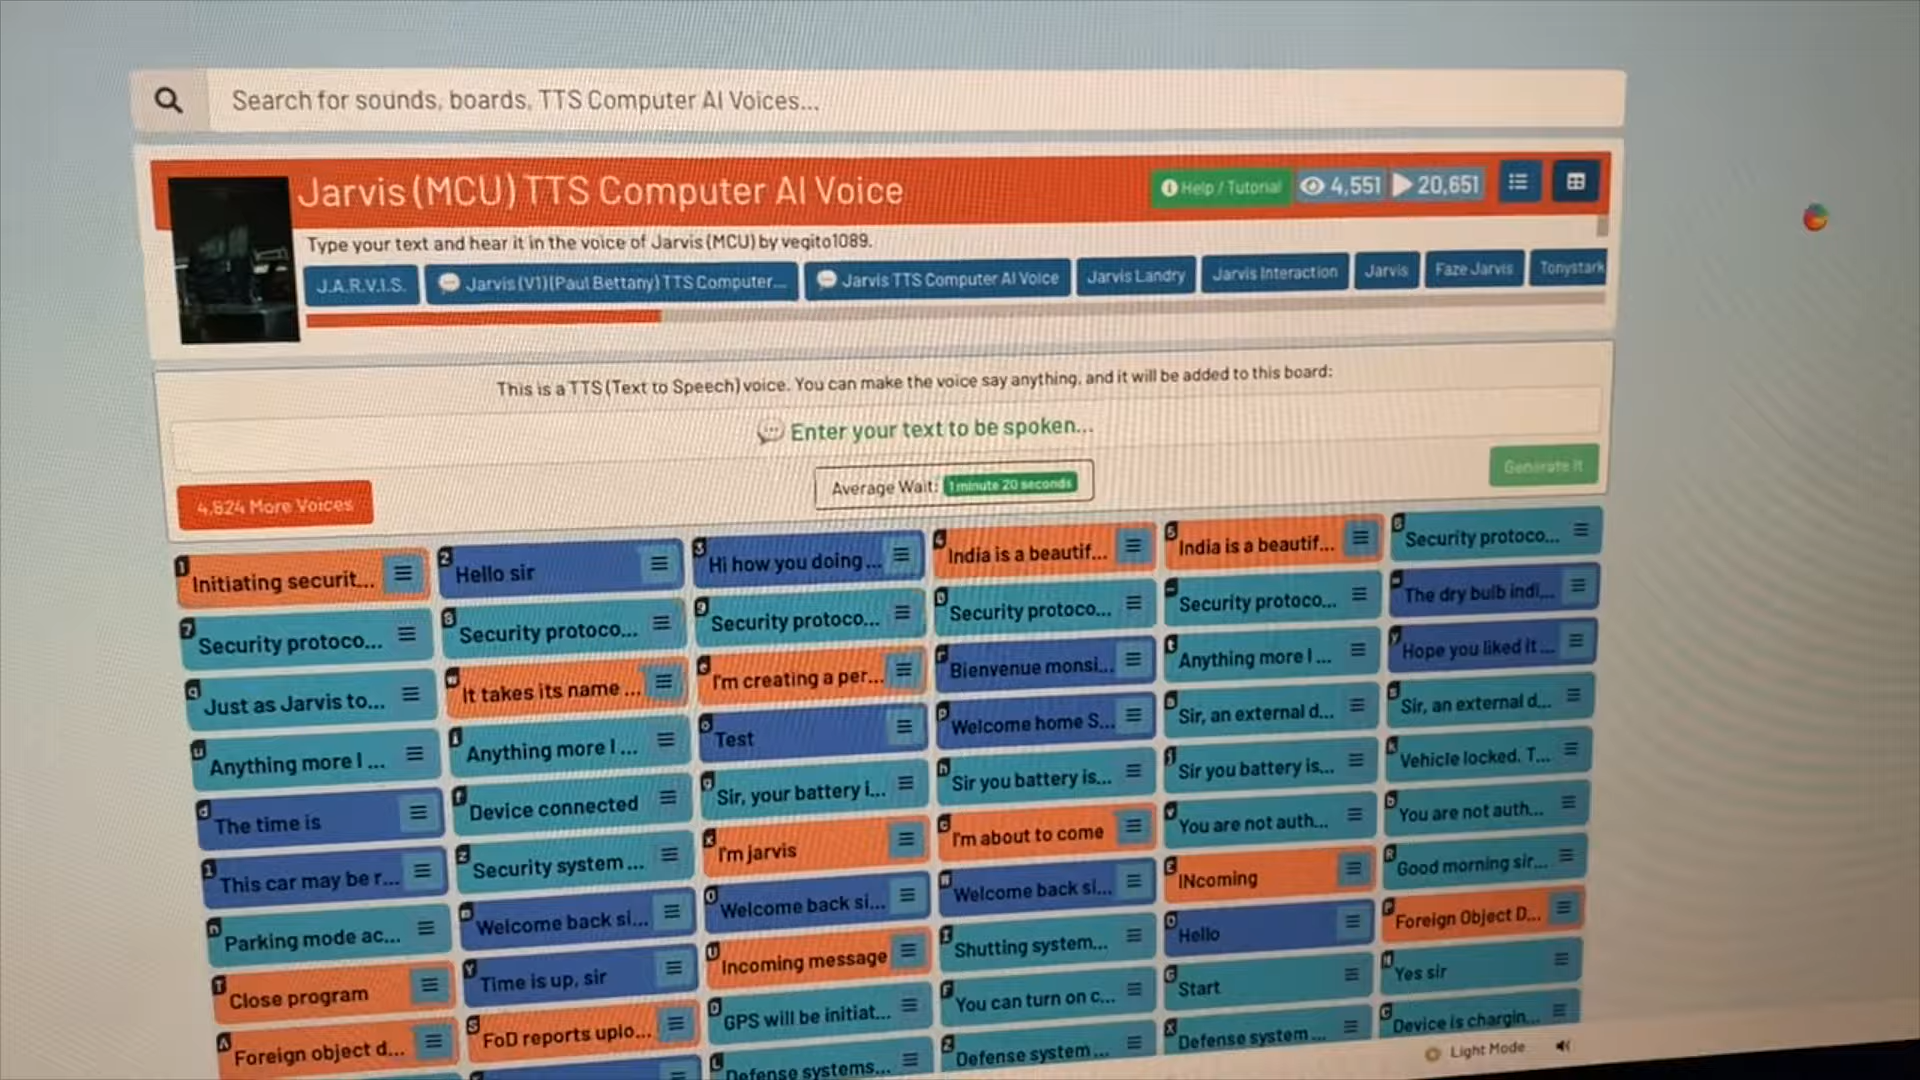 Search for sounds, boards, TTS Computer AI Voices...
Jarvis (MCU) TTS Computer AI Voice
Help / Tutorial
4,551
20,651
Type your text and hear it in the voice of Jarvis (MCU) by vegito1089.
J.A.R.V.I.S.
Jarvis (V1) (Paul Bettany) TTS Computer...
Jarvis TTS Computer AI Voice
Jarvis Landry
Jarvis Interaction
Jarvis
Faze Jarvis
Tonystark
This is a TTS (Text to Speech) voice. You can make the voice say anything, and it will be added to this board:
Enter your text to be spoken...
Generate It
Average Wait: 1 minute 20 seconds
4,824 More Voices
1 Initiating securit...
2 Hello sir
3 Hi how you doing ...
4 India is a beautif...
5 India is a beautif...
Security protoco...
7 Security protoco...
8 Security protoco...
9 Security protoco...
0 Security protoco...
- Security protoco...
= The dry bulb indi...
q Just as Jarvis to...
w It takes its name ...
e I'm creating a per...
r Bienvenue monsi...
t Anything more I ...
y Hope you liked it ...
u Anything more I ...
i Anything more I ...
o Test
p Welcome home S...
Sir, an external d...
s Sir, an external d...
d The time is
f Device connected
g Sir, your battery i...
h Sir you battery is...
j Sir you battery is...
k Vehicle locked. T...
This car may be r...
z Security system ...
x I'm jarvis
c I'm about to come
v You are not auth...
b You are not auth...
n Parking mode ac...
Welcome back si...
Welcome back si...
W Welcome back si...
E INcoming
R Good morning sir...
T Close program
Y Time is up, sir
U Incoming message
I Shutting system...
O Hello
P Foreign Object D...
A Foreign object d...
S FoD reports uplo...
D GPS will be initiat...
F You can turn on c...
G Start
H Yes sir
L Defense systems...
Z Defense system ...
X Defense system ...
C Device is chargin...
Light Mode